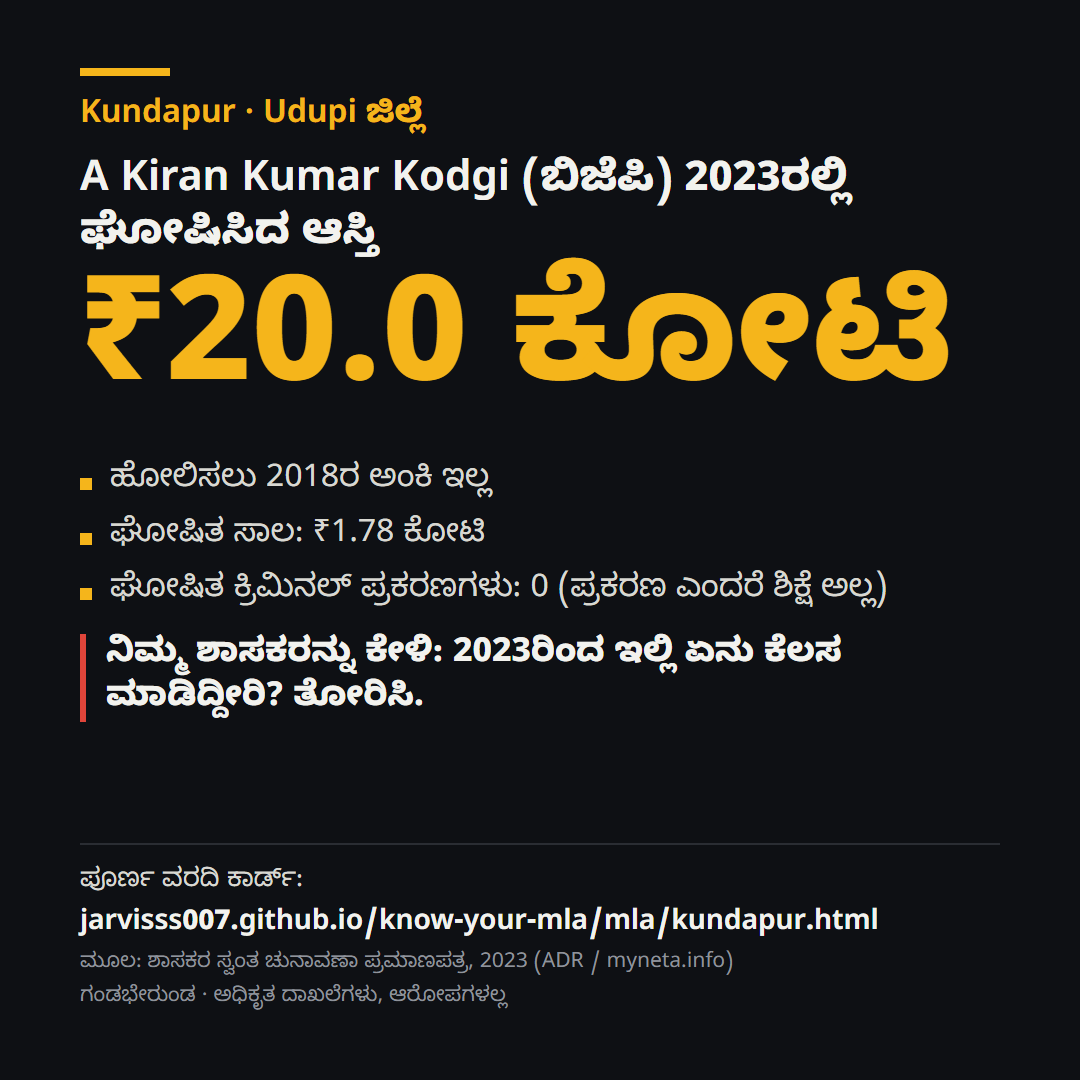 Kundapur · Udupi ಜಿಲ್ಲೆ
A Kiran Kumar Kodgi (ಬಿಜೆಪಿ) 2023ರಲ್ಲಿ
ಘೋಷಿಸಿದ ಆಸ್ತಿ
₹20.0 ಕೋಟಿ
ಹೋಲಿಸಲು 2018ರ ಅಂಕಿ ಇಲ್ಲ
ಘೋಷಿತ ಸಾಲ: ₹1.78 ಕೋಟಿ
ಘೋಷಿತ ಕ್ರಿಮಿನಲ್ ಪ್ರಕರಣಗಳು: 0 (ಪ್ರಕರಣ ಎಂದರೆ ಶಿಕ್ಷೆ ಅಲ್ಲ)
ನಿಮ್ಮ ಶಾಸಕರನ್ನು ಕೇಳಿ: 2023ರಿಂದ ಇಲ್ಲಿ ಏನು ಕೆಲಸ
ಮಾಡಿದ್ದೀರಿ? ತೋರಿಸಿ.
ಪೂರ್ಣ ವರದಿ ಕಾರ್ಡ್:
jarvisss007.github.io/know-your-mla/mla/kundapur.html
ಮೂಲ: ಶಾಸಕರ ಸ್ವಂತ ಚುನಾವಣಾ ಪ್ರಮಾಣಪತ್ರ, 2023 (ADR / myneta.info)
ಗಂಡಭೇರುಂಡ · ಅಧಿಕೃತ ದಾಖಲೆಗಳು, ಆರೋಪಗಳಲ್ಲ